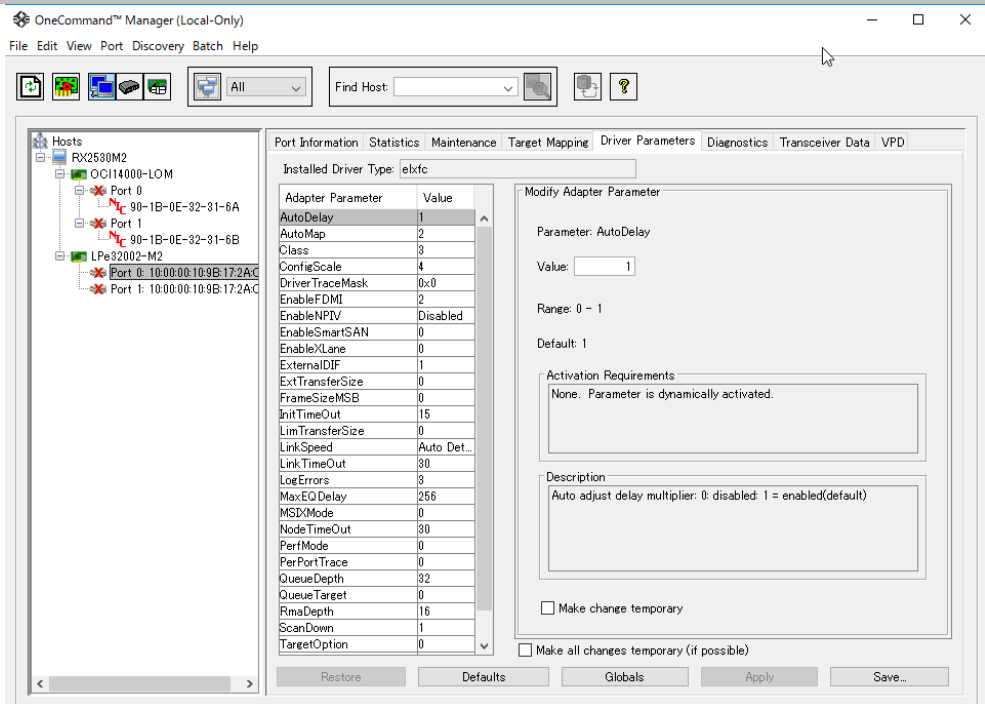 OneCommand™ Manager (Local-Only)
File Edit View Port Discovery Batch Help
All
Find Host:
Hosts
RX2530M2
OCl14000-LOM
Port 0
NIC 90-1B-0E-32-31-6A
Port 1
NIC 90-1B-0E-32-31-6B
LPe32002-M2
Port 0: 10:00:00:10:9B:17:2A:C
Port 1: 10:00:00:10:9B:17:2A:C
Port Information Statistics Maintenance Target Mapping Driver Parameters Diagnostics Transceiver Data VPD
Installed Driver Type: elxfc
Adapter Parameter Value
AutoDelay 1
AutoMap 2
Class 3
ConfigScale 4
DriverTraceMask 0x0
EnableFDMI 2
EnableNPIV Disabled
EnableSmartSAN 0
EnableXLane 0
ExternalDIF 1
ExtTransferSize 0
FrameSizeMSB 0
InitTimeOut 15
LimTransferSize 0
LinkSpeed Auto Det...
LinkTimeOut 30
LogErrors 3
MaxEQDelay 256
MSIXMode 0
NodeTimeOut 30
PerfMode 0
PerPortTrace 0
QueueDepth 32
QueueTarget 0
RmaDepth 16
ScanDown 1
TargetOption 0
Modify Adapter Parameter
Parameter: AutoDelay
Value: 1
Range: 0 - 1
Default: 1
Activation Requirements
None. Parameter is dynamically activated.
Description
Auto adjust delay multiplier: 0: disabled: 1 = enabled(default)
Make change temporary
Make all changes temporary (if possible)
Restore Defaults Globals Apply Save...